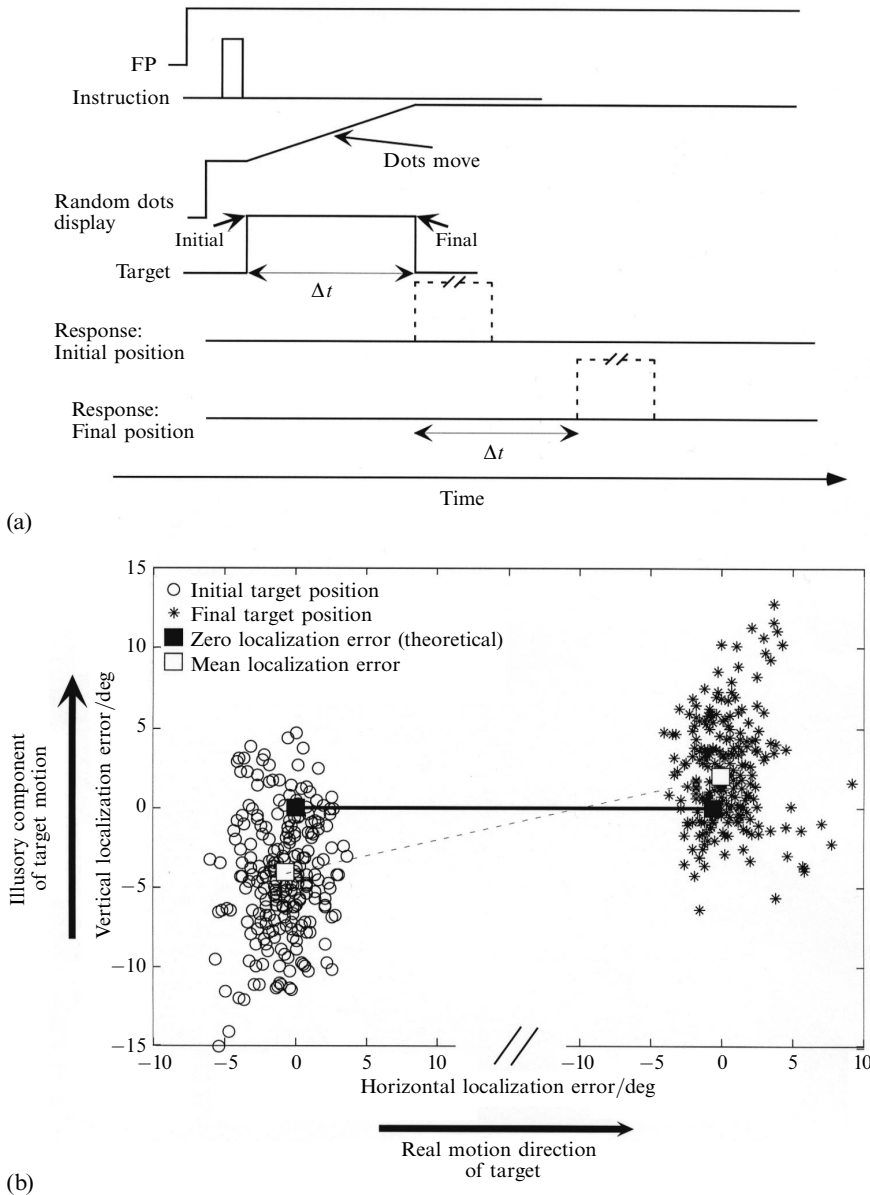 FP
Instruction
Dots move
Random dots
display
Initial
Final
Target
Δt
Response:
Initial position
Response:
Final position
Δt
Time
(a)
15
10
5
0
−5
−10
−15
Initial target position
Final target position
Zero localization error (theoretical)
Mean localization error
Illusory component
of target motion
Vertical localization error/deg
−10
−5
0
5
10
−10
−5
0
5
10
Horizontal localization error/deg
Real motion direction
of target
(b)